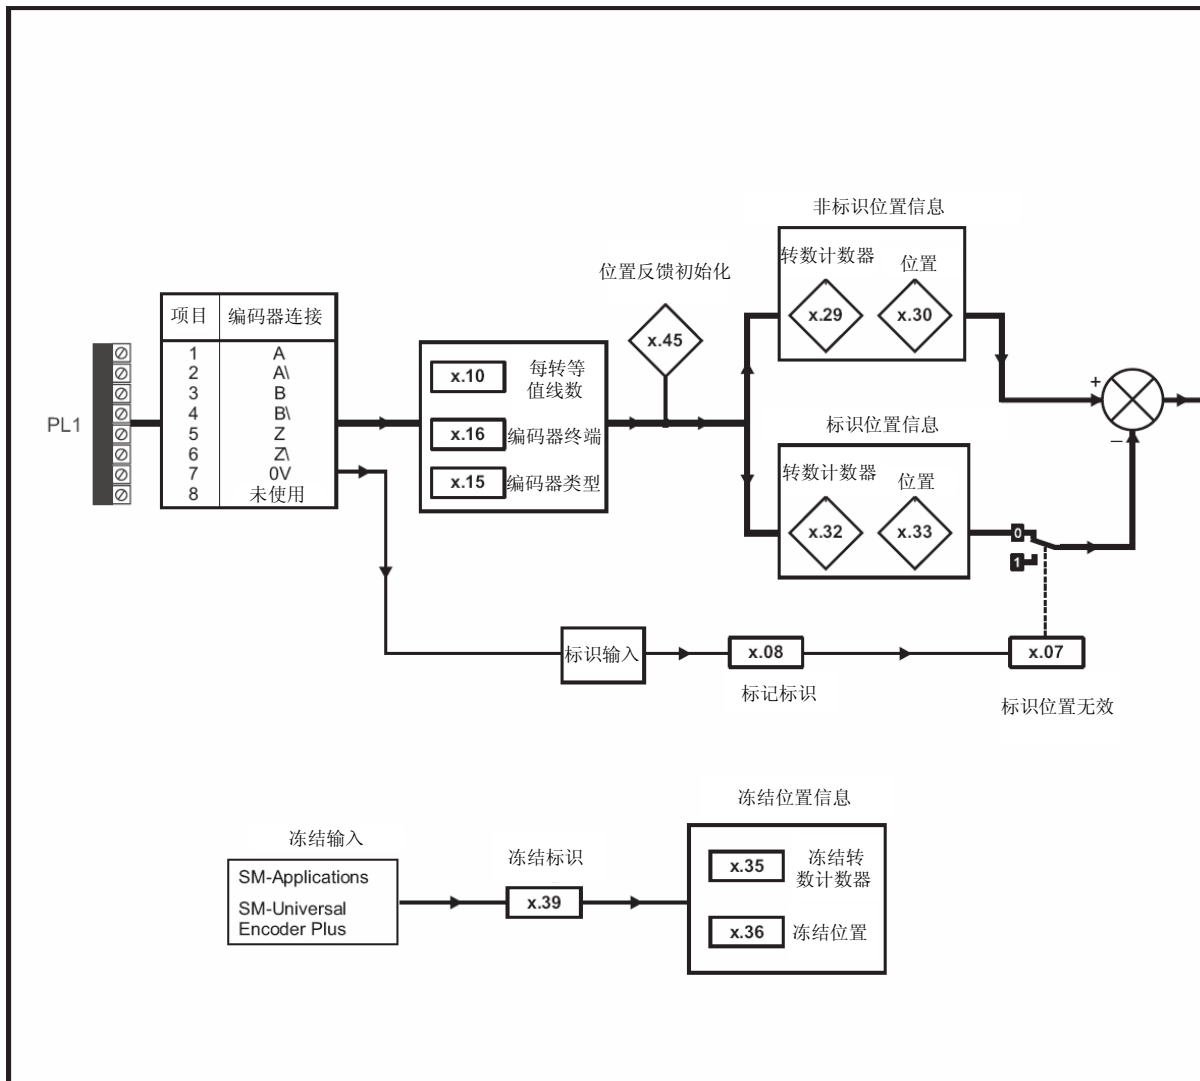 非标识位置信息
转数计数器
位置
x.29
x.30
位置反馈初始化
x.45
项目
编码器连接
1 A
2 A\
3 B
4 B\
5 Z
6 Z\
7 0V
8 未使用
PL1
x.10
每转等
值线数
x.16
编码器终端
x.15
编码器类型
+
−
标识位置信息
转数计数器
位置
x.32
x.33
0
1
标识输入
x.08
标记标识
x.07
标识位置无效
冻结输入
SM-Applications
SM-Universal
Encoder Plus
冻结标识
x.39
冻结位置信息
x.35
冻结转
数计数器
x.36
冻结位置